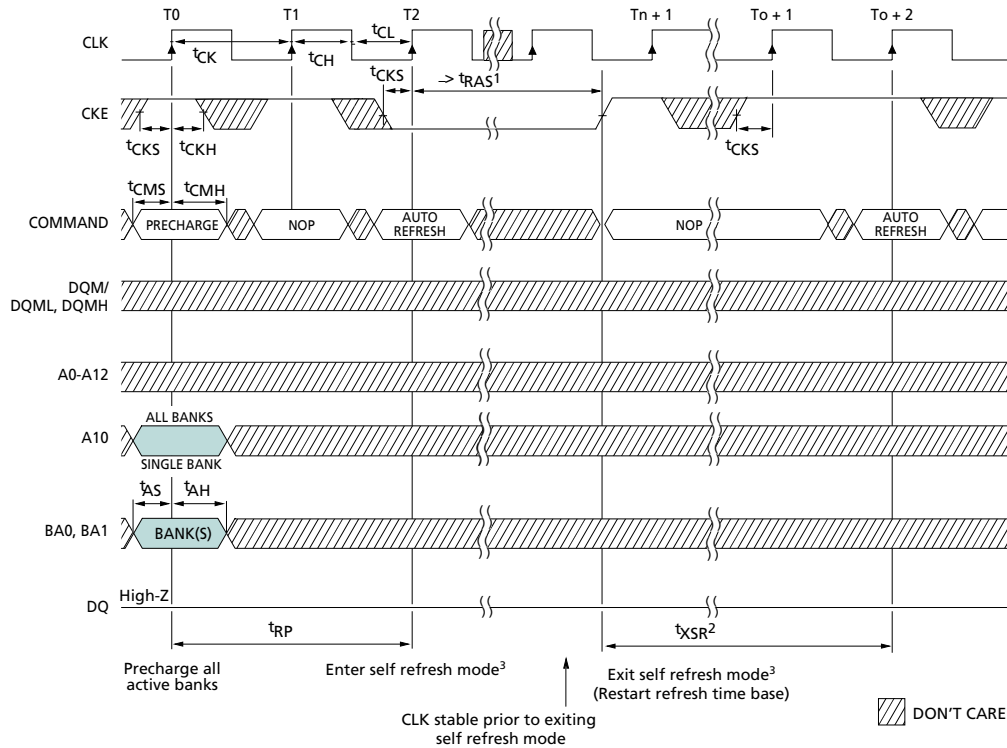 T0 T1 T2 Tn + 1 To + 1 To + 2
CLK
tCK tCH tCL
tCKS –> tRAS¹
CKE
tCKS tCKH tCKS
tCMS tCMH
COMMAND PRECHARGE NOP AUTO REFRESH NOP AUTO REFRESH
DQM/
DQML, DQMH
A0-A12
ALL BANKS
A10
SINGLE BANK
tAS tAH
BA0, BA1 BANK(S)
High-Z
DQ
tRP tXSR²
Precharge all
active banks
Enter self refresh mode³
Exit self refresh mode³
(Restart refresh time base)
CLK stable prior to exiting
self refresh mode
DON'T CARE